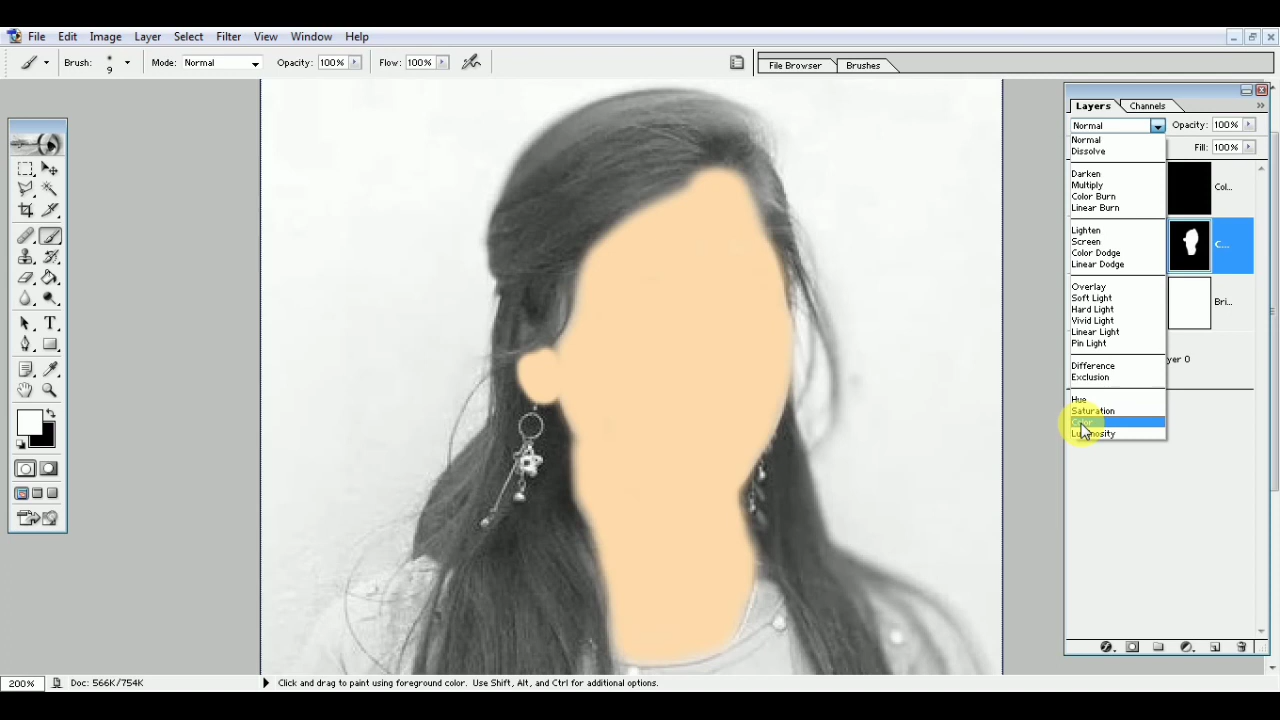 File Edit Image Layer Select Filter View Window Help
Brush: 9 Mode: Normal Opacity: 100% Flow: 100% File Browser Brushes
Layers Channels
Normal Opacity: 100%
Normal Fill: 100%
Dissolve
Darken
Multiply Col...
Color Burn
Linear Burn
Lighten
Screen C...
Color Dodge
Linear Dodge
Overlay
Soft Light Bri...
Hard Light
Vivid Light
Linear Light
Pin Light
Difference yer 0
Exclusion
Hue
Saturation
Color
Luminosity
T
200% Doc: 566K/754K Click and drag to paint using foreground color. Use Shift, Alt, and Ctrl for additional options.